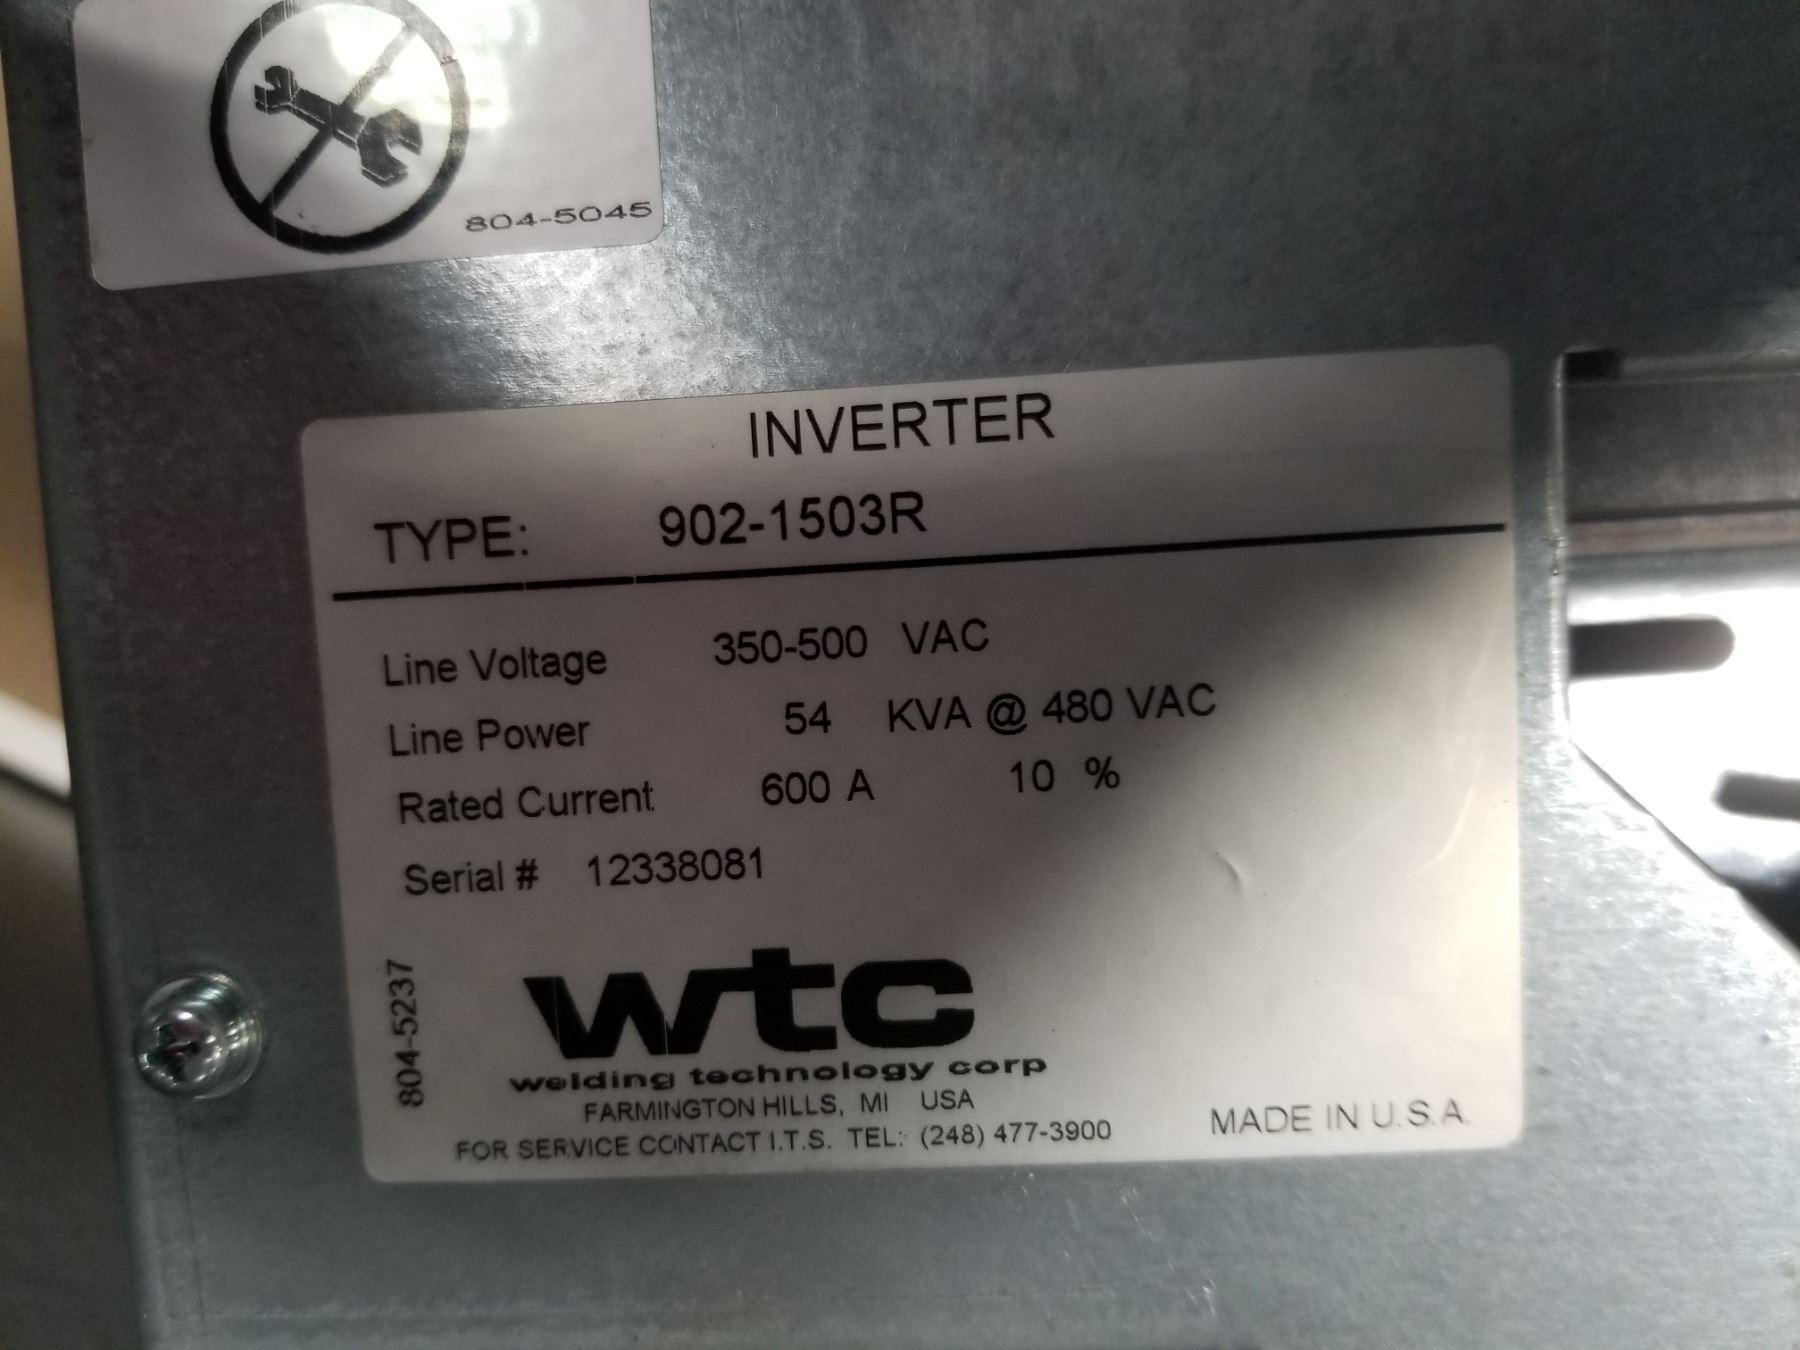 804-5045
INVERTER
TYPE: 902-1503R
Line Voltage 350-500 VAC
Line Power 54 KVA @ 480 VAC
Rated Current 600 A 10 %
Serial # 12338081
804-5237
wtc
welding technology corp
FARMINGTON HILLS, MI USA
FOR SERVICE CONTACT I.T.S. TEL: (248) 477-3900
MADE IN U.S.A.